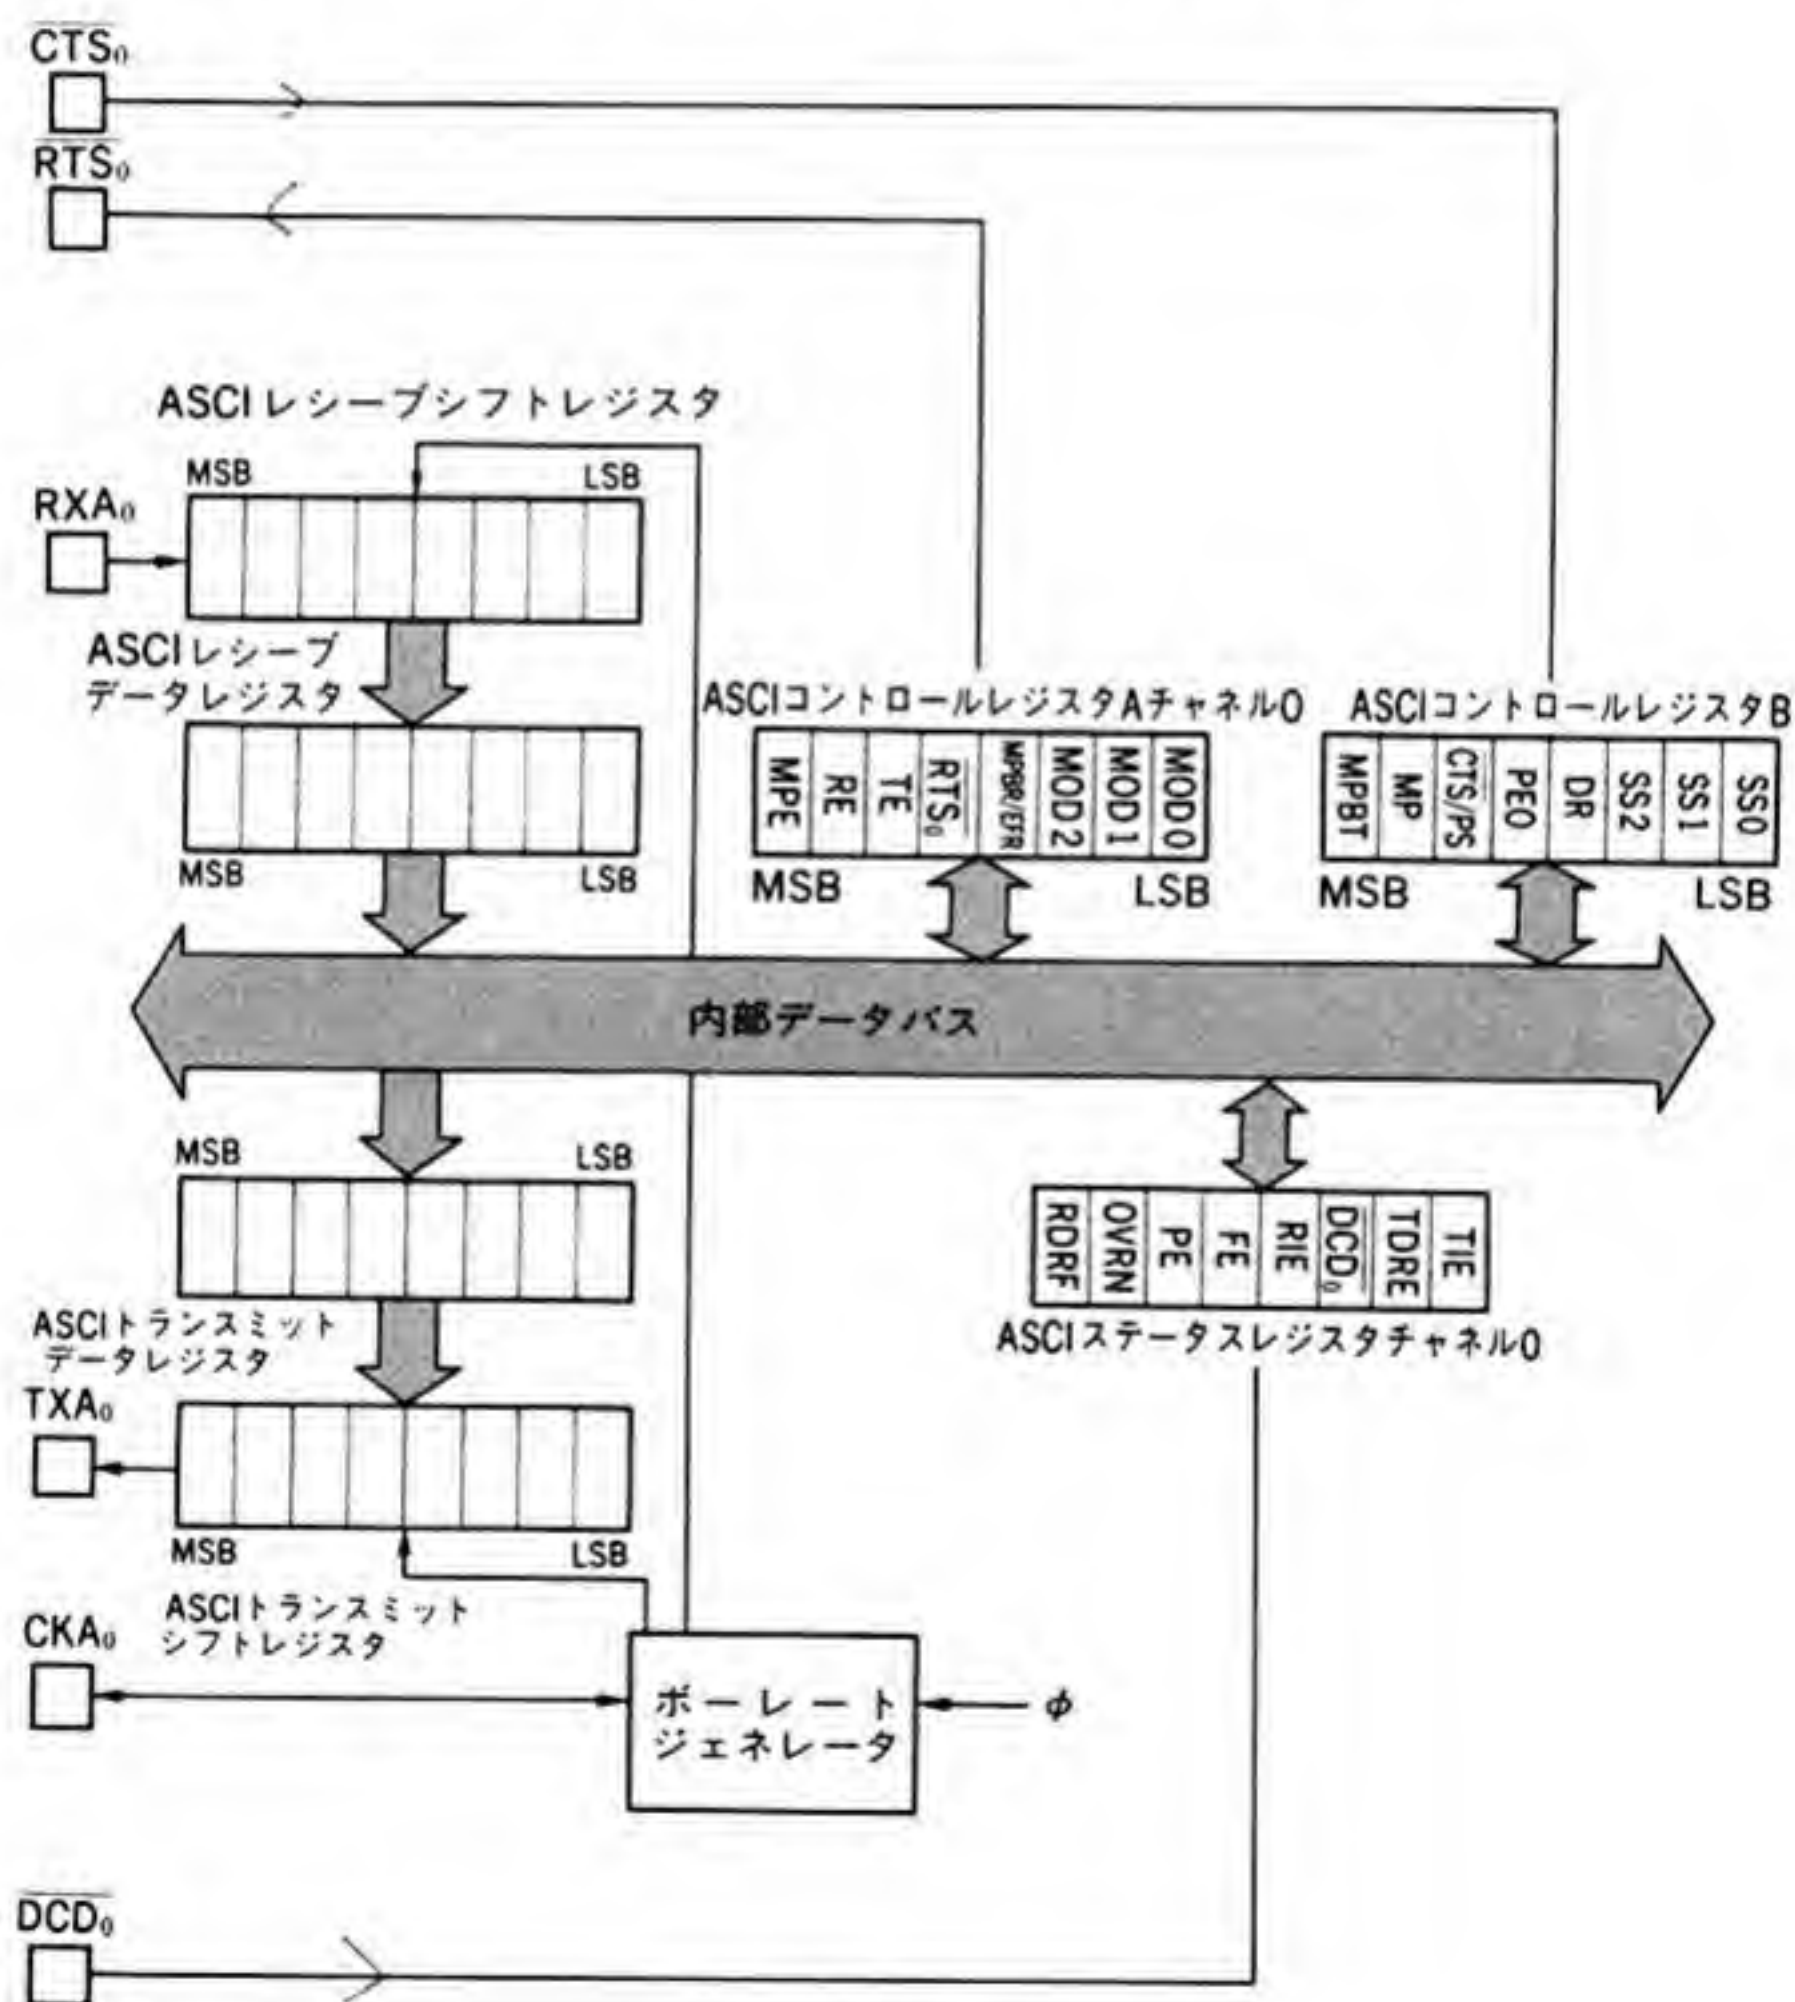 CTS₀
RTS₀
ASCIレシーブシフトレジスタ
MSB LSB
RXA₀
ASCIレシーブ
データレジスタ
MSB LSB
ASCIコントロールレジスタAチャネル0
MPE RE TE RTS₀ MPBR/EFR MOD2 MOD1 MOD0
MSB LSB
ASCIコントロールレジスタB
MPBT MP CTS/PS PEO DR SS2 SS1 SS0
MSB LSB
内部データバス
MSB LSB
ASCIトランスミット
データレジスタ
RDRF OVRN PE FE RIE DCD₀ TDRE TIE
ASCIステータスレジスタチャネル0
TXA₀
MSB LSB
ASCIトランスミット
シフトレジスタ
CKA₀
ボーレート
ジェネレータ
φ
DCD₀